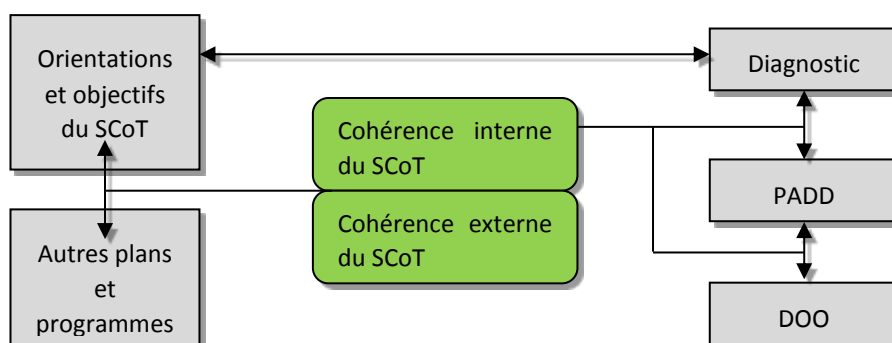 Orientations
et objectifs
du SCoT
Diagnostic
Cohérence interne
du SCoT
PADD
Cohérence externe
du SCoT
Autres plans
et
programmes
DOO